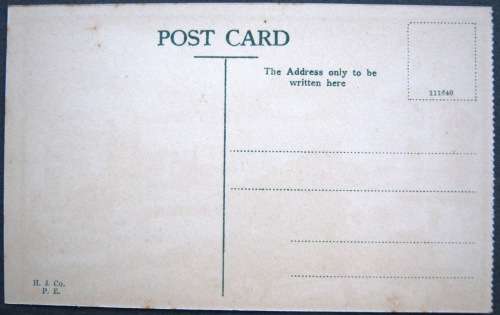 POST CARD
The Address only to be
written here
111640
H. & Co.
P. E.